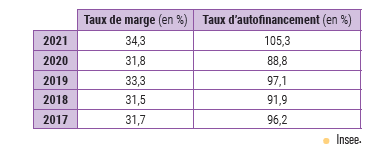 Taux de marge (en %) Taux d'autofinancement (en %)
2021 34,3 105,3
2020 31,8 88,8
2019 33,3 97,1
2018 31,5 91,9
2017 31,7 96,2
Insee.